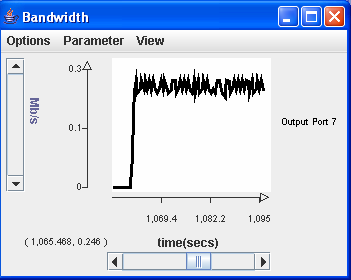 Bandwidth
Options Parameter View
0.3
Mb/s
0.1
0
Output Port 7
1,069.4 1,082.2 1,095
( 1,065.468, 0.246 ) time(secs)